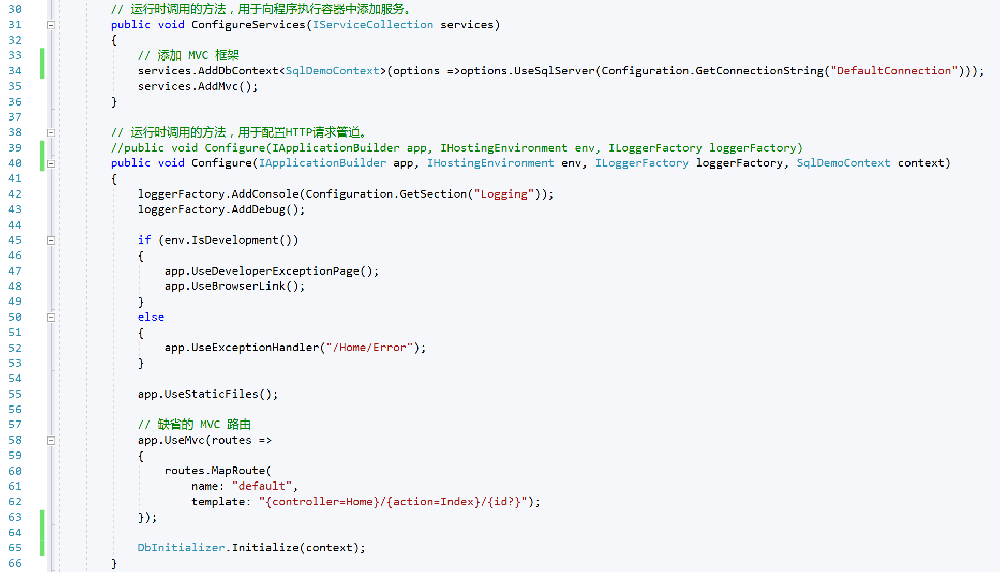 30 // 运行时调用的方法，用于向程序执行容器中添加服务。
31 public void ConfigureServices(IServiceCollection services)
32 {
33 // 添加 MVC 框架
34 services.AddDbContext<SqlDemoContext>(options =>options.UseSqlServer(Configuration.GetConnectionString("DefaultConnection")));
35 services.AddMvc();
36 }
37
38 // 运行时调用的方法，用于配置HTTP请求管道。
39 //public void Configure(IApplicationBuilder app, IHostingEnvironment env, ILoggerFactory loggerFactory)
40 public void Configure(IApplicationBuilder app, IHostingEnvironment env, ILoggerFactory loggerFactory, SqlDemoContext context)
41 {
42 loggerFactory.AddConsole(Configuration.GetSection("Logging"));
43 loggerFactory.AddDebug();
44
45 if (env.IsDevelopment())
46 {
47 app.UseDeveloperExceptionPage();
48 app.UseBrowserLink();
49 }
50 else
51 {
52 app.UseExceptionHandler("/Home/Error");
53 }
54
55 app.UseStaticFiles();
56
57 // 缺省的 MVC 路由
58 app.UseMvc(routes =>
59 {
60 routes.MapRoute(
61 name: "default",
62 template: "{controller=Home}/{action=Index}/{id?}");
63 });
64
65 DbInitializer.Initialize(context);
66 }